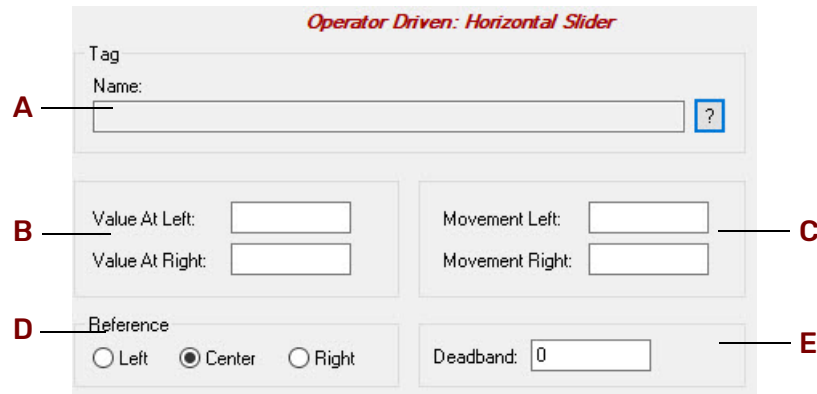 Operator Driven: Horizontal Slider
Tag
Name:
A
?
B
Value At Left:
Value At Right:
Movement Left:
Movement Right:
C
D
Reference
Left Center Right
Deadband: 0
E